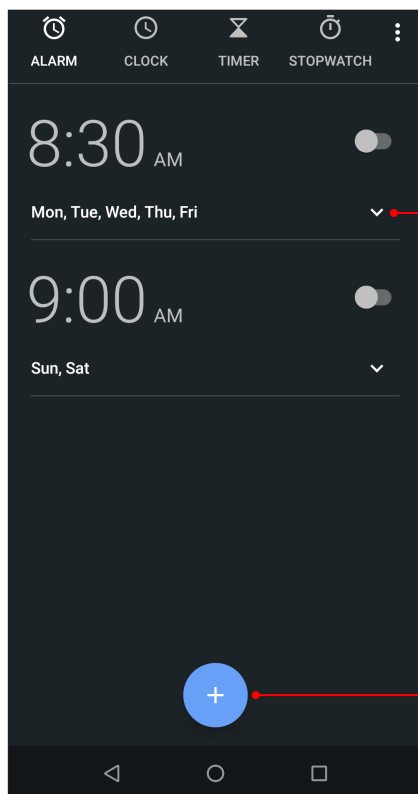 ALARM CLOCK TIMER STOPWATCH
8:30 AM
Mon, Tue, Wed, Thu, Fri
9:00 AM
Sun, Sat